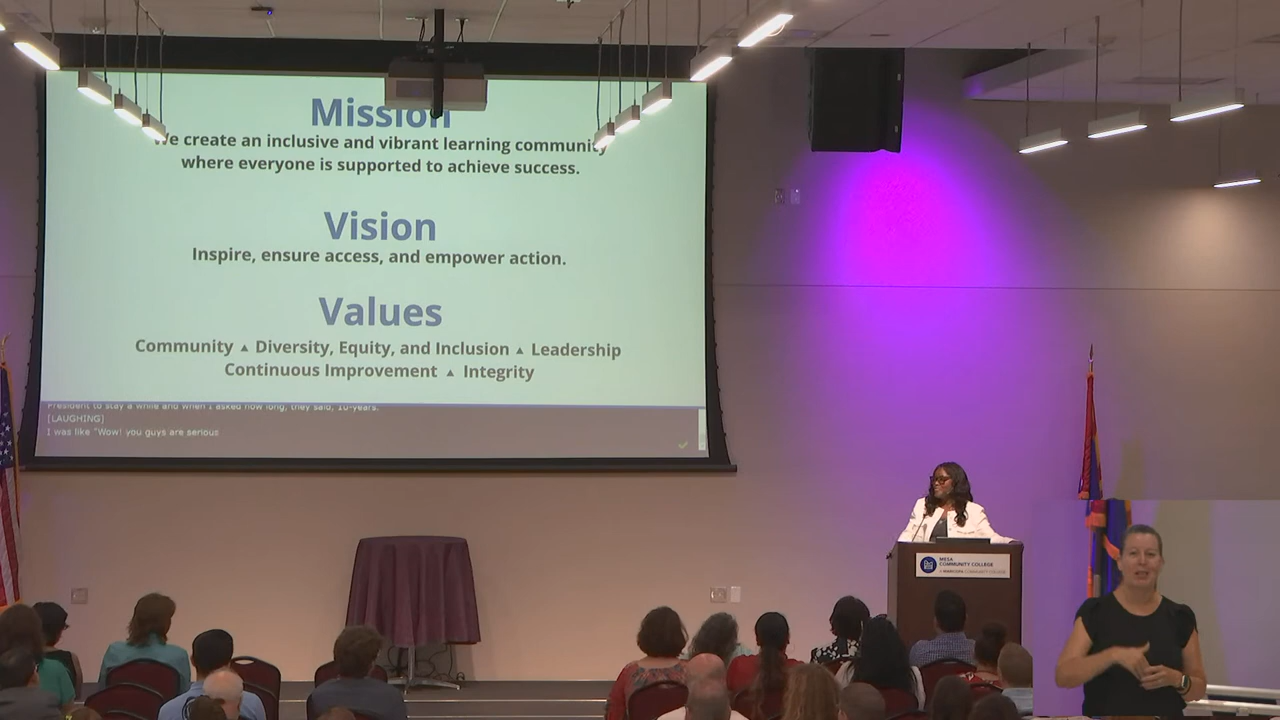 Mission
We create an inclusive and vibrant learning community
where everyone is supported to achieve success.
Vision
Inspire, ensure access, and empower action.
Values
Community ▲ Diversity, Equity, and Inclusion ▲ Leadership
Continuous Improvement ▲ Integrity
President to stay a while and when I asked how long, they said, 10-years.
[LAUGHING]
I was like "Wow! you guys are serious
MESA
COMMUNITY COLLEGE
A MARICOPA COMMUNITY COLLEGE